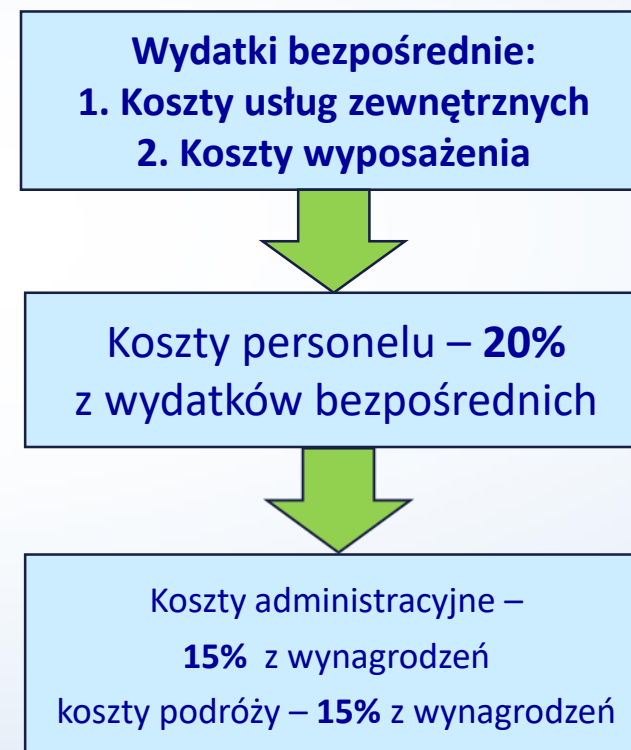 Wydatki bezpośrednie:
1. Koszty usług zewnętrznych
2. Koszty wyposażenia
Koszty personelu – 20%
z wydatków bezpośrednich
Koszty administracyjne –
15% z wynagrodzeń
koszty podróży – 15% z wynagrodzeń